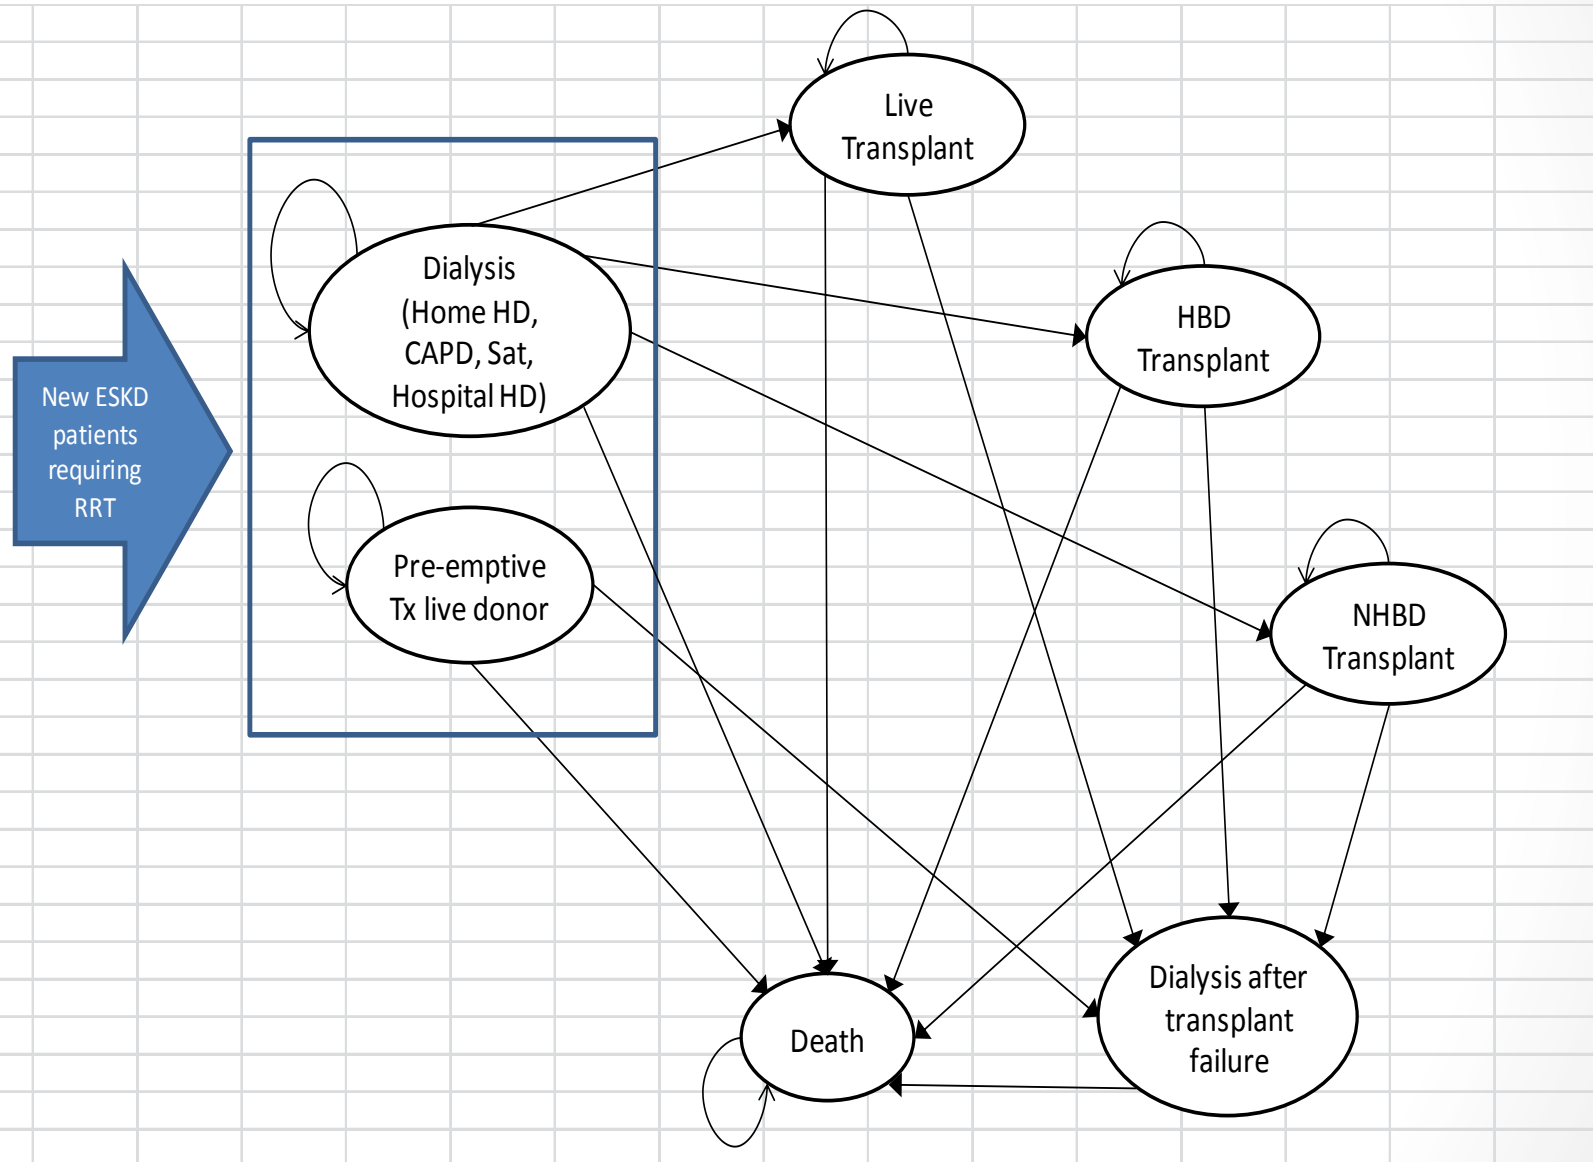 Live
Transplant
Dialysis
(Home HD,
CAPD, Sat,
Hospital HD)
HBD
Transplant
New ESKD
patients
requiring
RRT
Pre-emptive
Tx live donor
NHBD
Transplant
Dialysis after
transplant
failure
Death